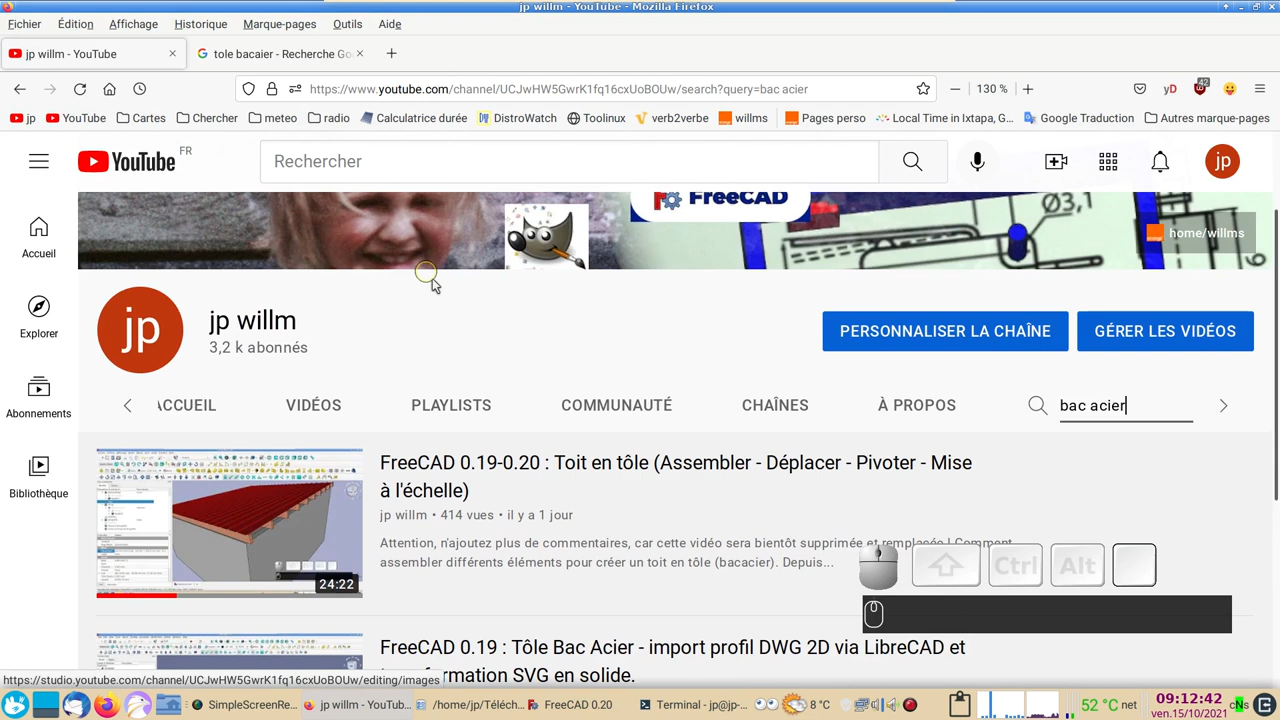 jp willm - YouTube - Mozilla Firefox
Fichier Édition Affichage Historique Marque-pages Outils Aide
jp willm - YouTube
tole bacaier - Recherche Go
https://www.youtube.com/channel/UCJwHW5GwrK1fq16cxUoBOUw/search?query=bac acier
130 %
yD
42
jp YouTube Cartes Chercher meteo radio Calculatrice durée DistroWatch Toolinux verb2verbe willms Pages perso Local Time in Ixtapa, G… Google Traduction Autres marque-pages
YouTube FR
Rechercher
jp
FreeCAD
Ø3,1
home/willms
Accueil
Explorer
Abonnements
Bibliothèque
jp
jp willm
3,2 k abonnés
PERSONNALISER LA CHAÎNE
GÉRER LES VIDÉOS
ACCUEIL VIDÉOS PLAYLISTS COMMUNAUTÉ CHAÎNES À PROPOS bac acier
FreeCAD 0.19-0.20 : Toit en tôle (Assembler - Déplacer - Pivoter - Mise
à l'échelle)
jp willm • 414 vues • il y a 1 jour
Attention, n'ajoutez plus des commentaires, car cette vidéo sera bientôt supprimée et remplacée ! Comment
assembler différents éléments pour créa un toit en tôle (bacacier). De
24:22
Ctrl
Alt
FreeCAD 0.19 : Tôle Bac Acier - import profil DWG 2D via LibreCAD et
rmation SVG en solide.
https://studio.youtube.com/channel/UCJwHW5GwrK1fq16cxUoBOUw/editing/images
SimpleScreenRe…
jp willm - YouTub…
/home/jp/Téléch…
FreeCAD 0.20
Terminal - jp@jp-…
8 °C
52 °C net
09:12:42
ven.15/10/2021
cNs